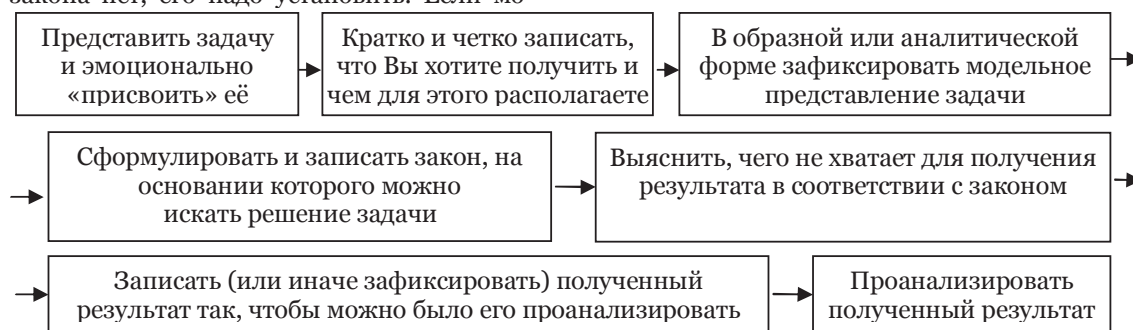 закона нет, его надо установить. Если мо-
Представить задачу
и эмоционально
«присвоить» её
Кратко и четко записать,
что Вы хотите получить и
чем для этого располагаете
В образной или аналитической
форме зафиксировать модельное
представление задачи
Сформулировать и записать закон, на
основании которого можно
искать решение задачи
Выяснить, чего не хватает для получения
результата в соответствии с законом
Записать (или иначе зафиксировать) полученный
результат так, чтобы можно было его проанализировать
Проанализировать
полученный результат